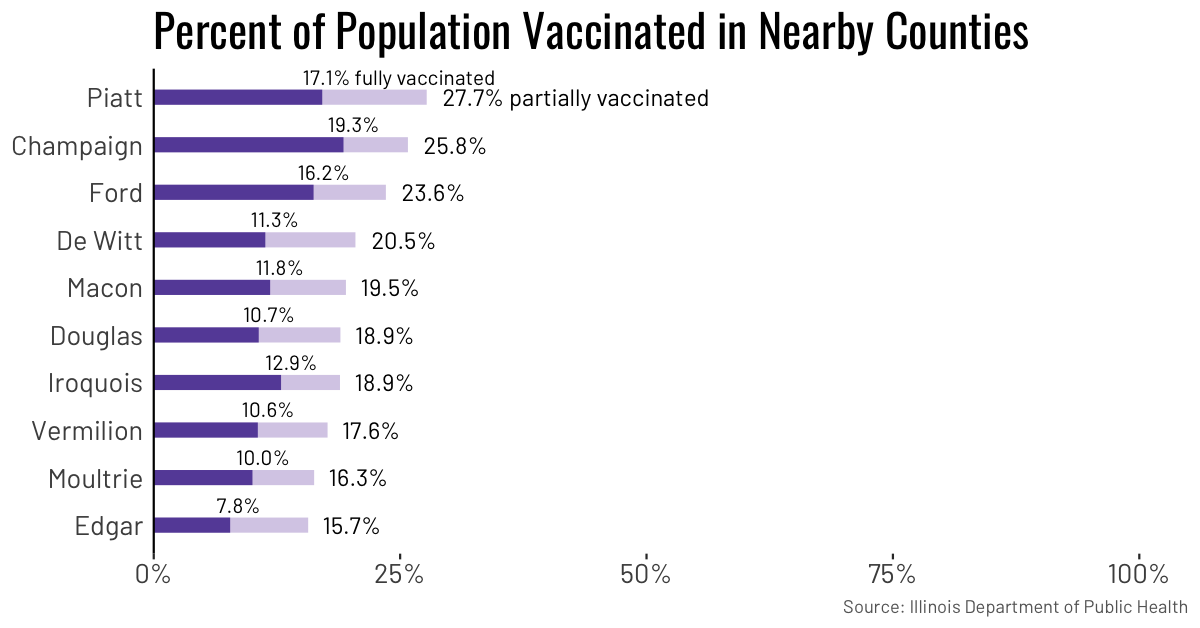 Percent of Population Vaccinated in Nearby Counties
17.1% fully vaccinated
Piatt 27.7% partially vaccinated
19.3%
Champaign 25.8%
16.2%
Ford 23.6%
11.3%
De Witt 20.5%
11.8%
Macon 19.5%
10.7%
Douglas 18.9%
12.9%
Iroquois 18.9%
10.6%
Vermilion 17.6%
10.0%
Moultrie 16.3%
7.8%
Edgar 15.7%
0% 25% 50% 75% 100%
Source: Illinois Department of Public Health